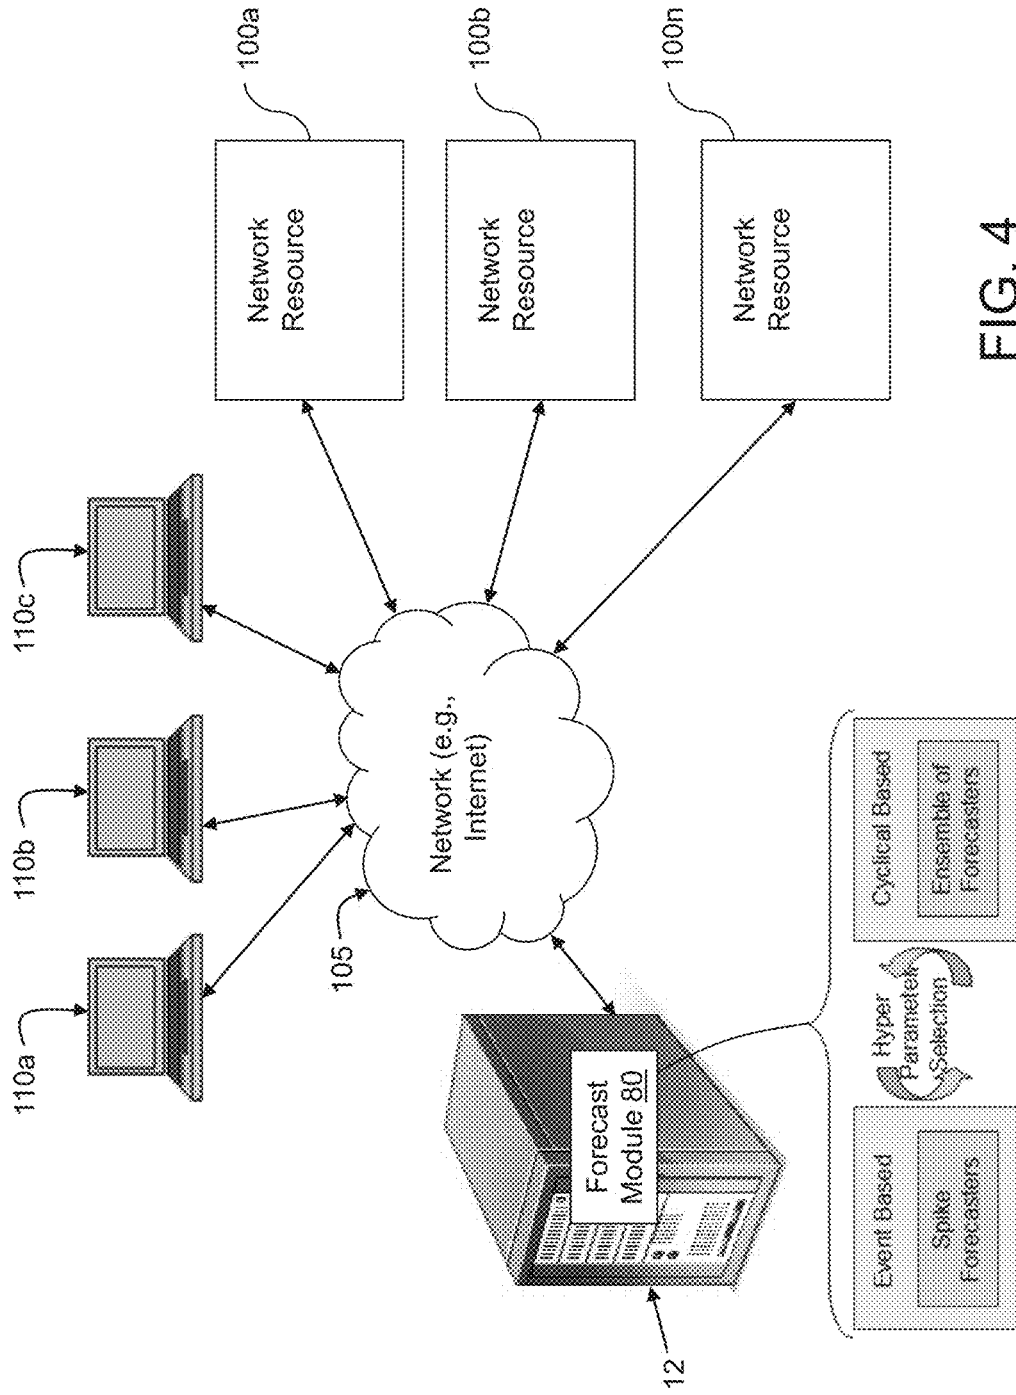 110a
110b
110c
105
Network (e.g.,
Internet)
100a
Network
Resource
100b
Network
Resource
100n
Network
Resource
12
Forecast
Module 80
Event Based
Spike
Forecasters
Hyper
Parameter
Selection
Cyclical Based
Ensemble of
Forecasters
FIG. 4